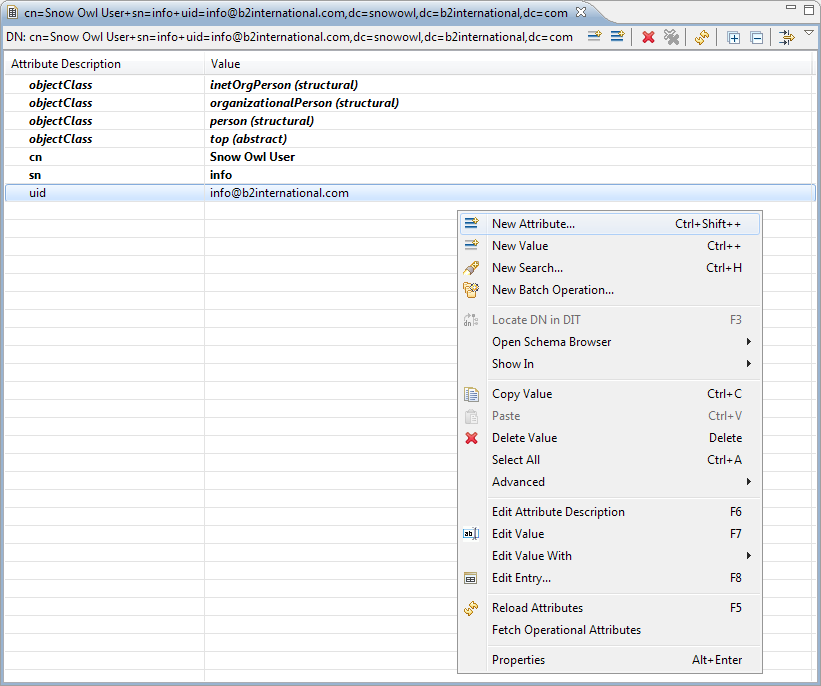 cn=Snow Owl User+sn=info+uid=info@b2international.com,dc=snowowl,dc=b2international,dc=com
DN: cn=Snow Owl User+sn=info+uid=info@b2international.com,dc=snowowl,dc=b2international,dc=com
Attribute Description Value
objectClass inetOrgPerson (structural)
objectClass organizationalPerson (structural)
objectClass person (structural)
objectClass top (abstract)
cn Snow Owl User
sn info
uid info@b2international.com
New Attribute... Ctrl+Shift++
New Value Ctrl++
New Search... Ctrl+H
New Batch Operation...
Locate DN in DIT F3
Open Schema Browser
Show In
Copy Value Ctrl+C
Paste Ctrl+V
Delete Value Delete
Select All Ctrl+A
Advanced
Edit Attribute Description F6
Edit Value F7
Edit Value With
Edit Entry... F8
Reload Attributes F5
Fetch Operational Attributes
Properties Alt+Enter